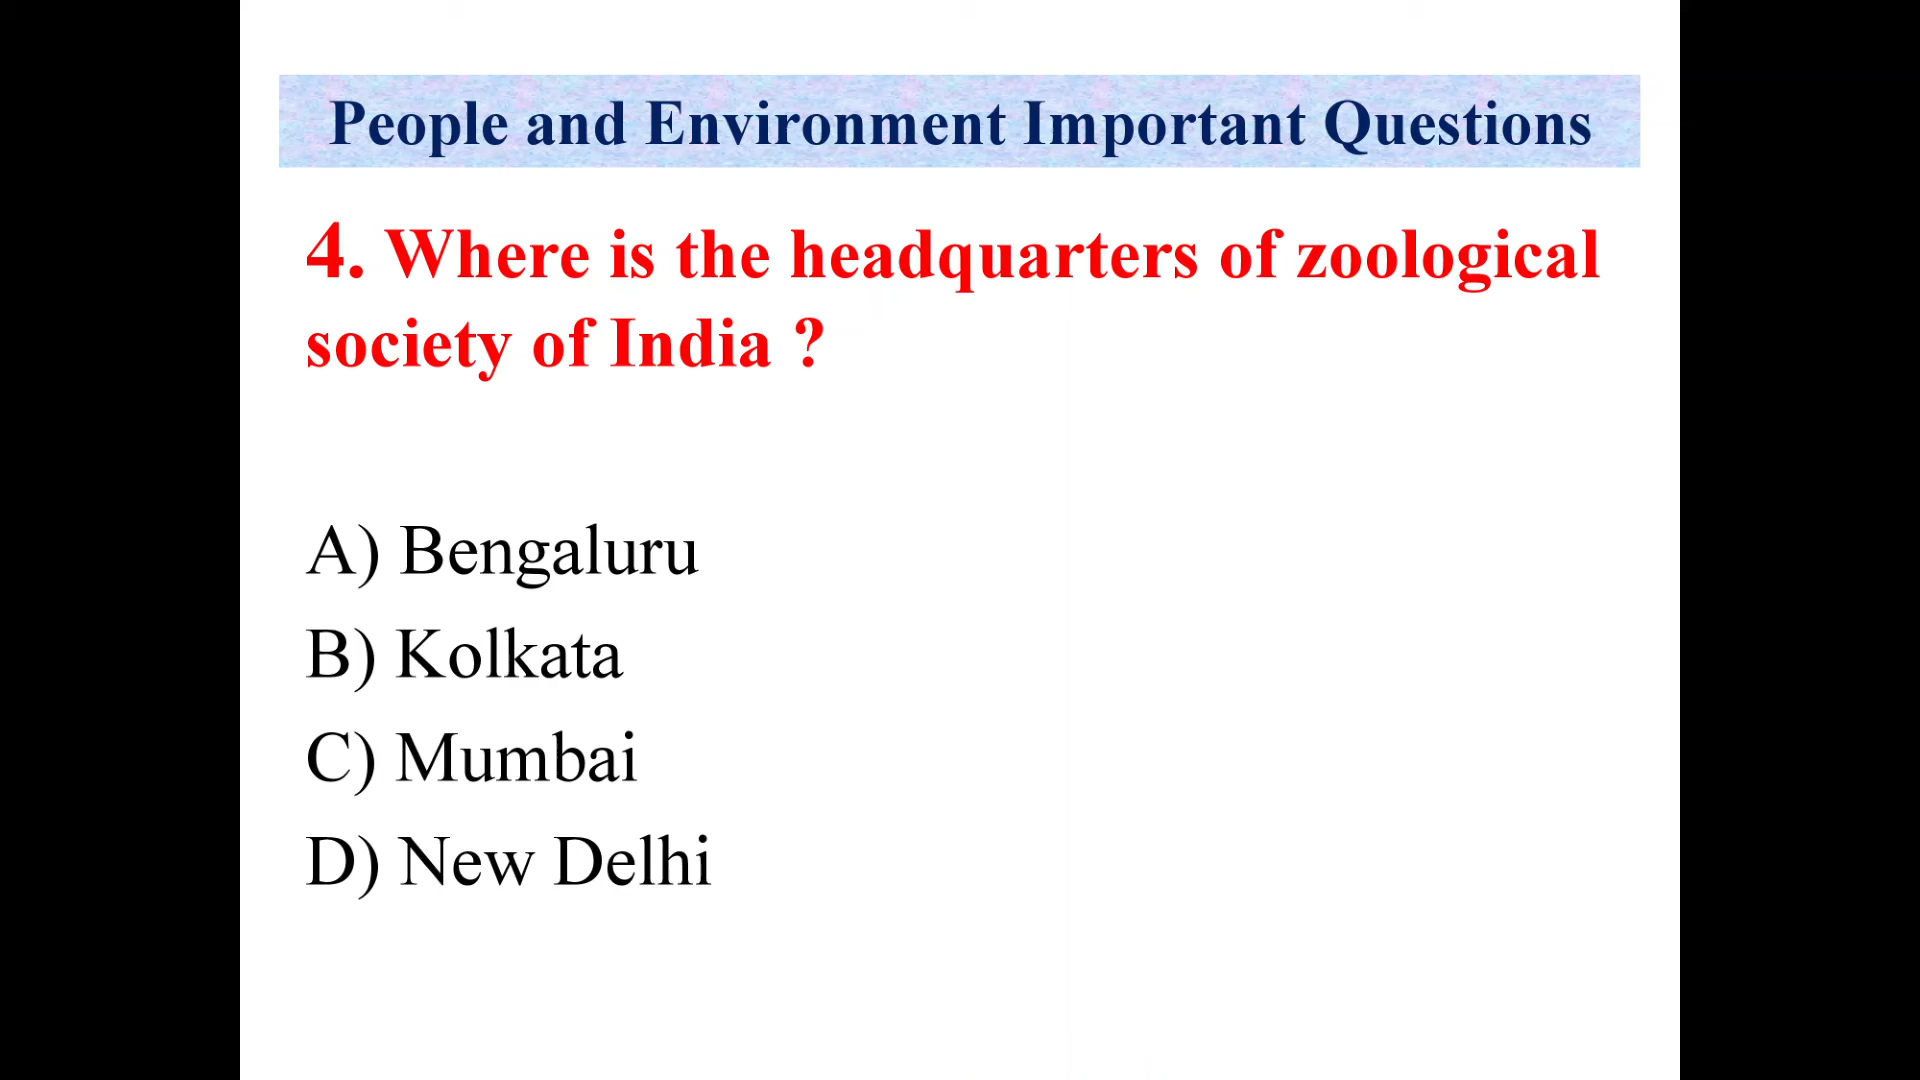 People and Environment Important Questions
4. Where is the headquarters of zoological
society of India ?
A) Bengaluru
B) Kolkata
C) Mumbai
D) New Delhi